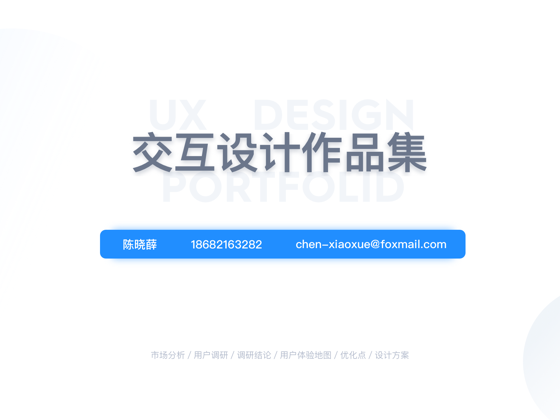 UX DESIGN
交互设计作品集
PORTFOLID
陈晓薛 18682163282 chen-xiaoxue@foxmail.com
市场分析 / 用户调研 / 调研结论 / 用户体验地图 / 优化点 / 设计方案